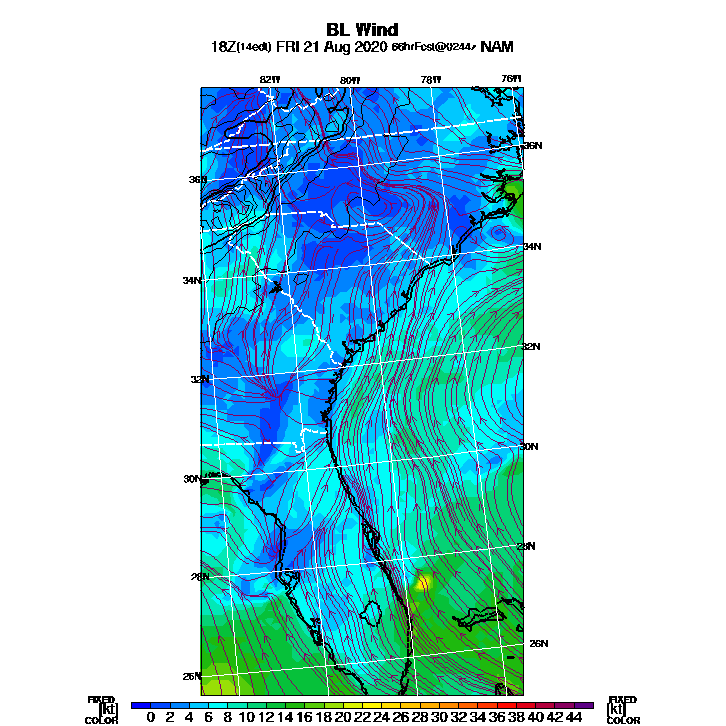 BL Wind
18Z(14edt) FRI 21 Aug 2020 66hrFcst@1244z NAM
82W 80W 78W 76W
36N
36N
34N
34N
32N
32N
30N
30N
28N
28N
26N
26N
FIXED FIXED
[kt] 0 2 4 6 8 10 12 14 16 18 20 22 24 26 28 30 32 34 36 38 40 42 44 [kt]
COLOR COLOR